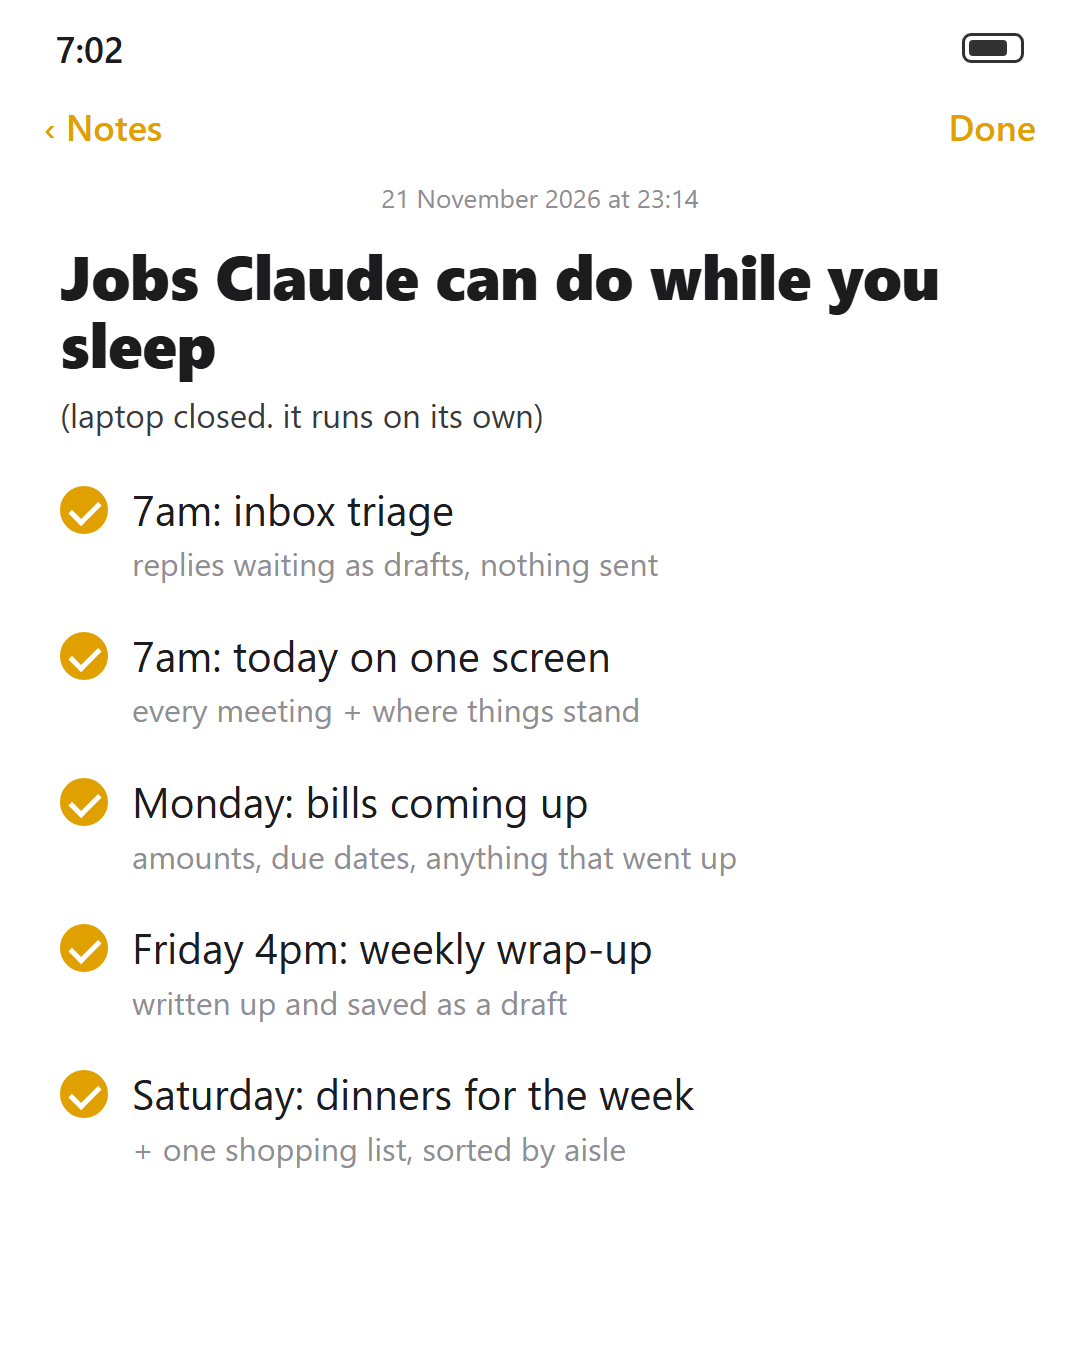 7:02
‹ Notes
Done
21 November 2026 at 23:14
Jobs Claude can do while you
sleep
(laptop closed. it runs on its own)
7am: inbox triage
replies waiting as drafts, nothing sent
7am: today on one screen
every meeting + where things stand
Monday: bills coming up
amounts, due dates, anything that went up
Friday 4pm: weekly wrap-up
written up and saved as a draft
Saturday: dinners for the week
+ one shopping list, sorted by aisle